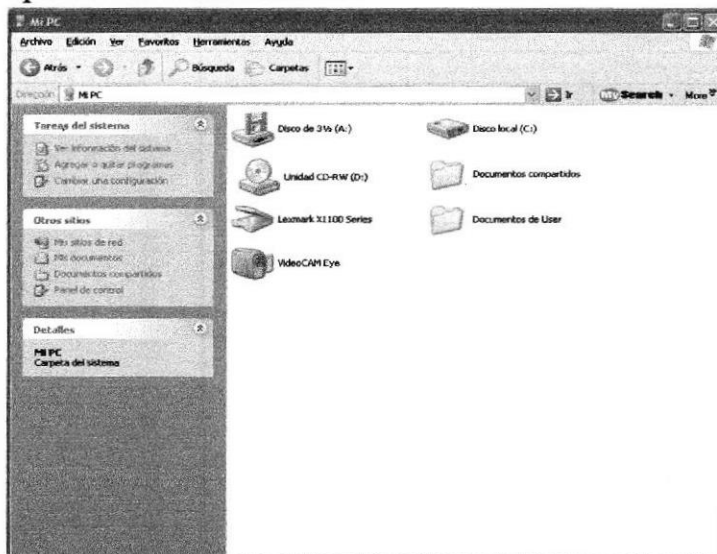 Mi PC
Archivo Edición Ver Favoritos Herramientas Ayuda
Atrás Búsqueda Carpetas
Dirección Mi PC Ir My Search More
Tareas del sistema
Ver información del sistema
Agregar o quitar programas
Cambiar una configuración
Otros sitios
Mis sitios de red
Mis documentos
Documentos compartidos
Panel de control
Detalles
Mi PC
Carpeta del sistema
Disco de 3½ (A:)
Disco local (C:)
Unidad CD-RW (D:)
Documentos compartidos
Lexmark X1100 Series
Documentos de User
VideoCAM Eye